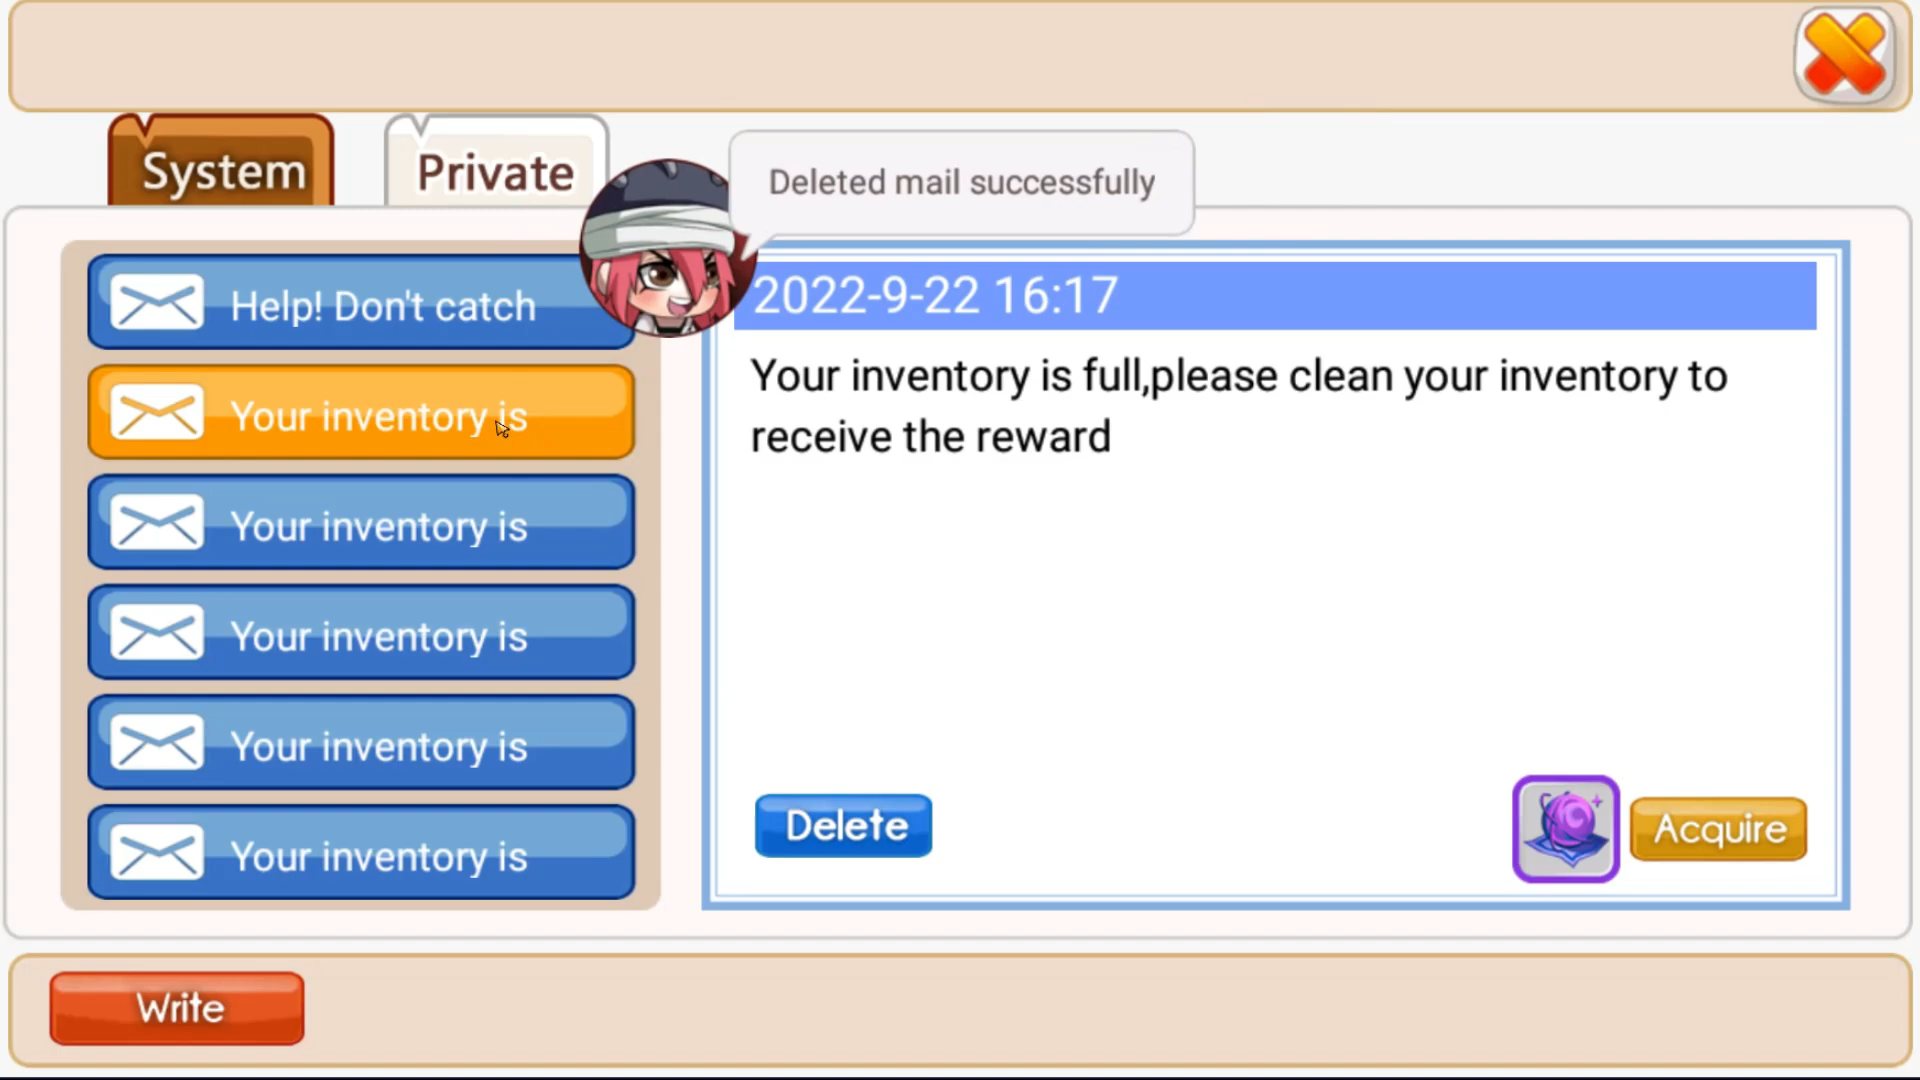 System
Private
Deleted mail successfully
Help! Don't catch
Your inventory is
Your inventory is
Your inventory is
Your inventory is
Your inventory is
2022-9-22 16:17
Your inventory is full,please clean your inventory to
receive the reward
Delete
Acquire
Write